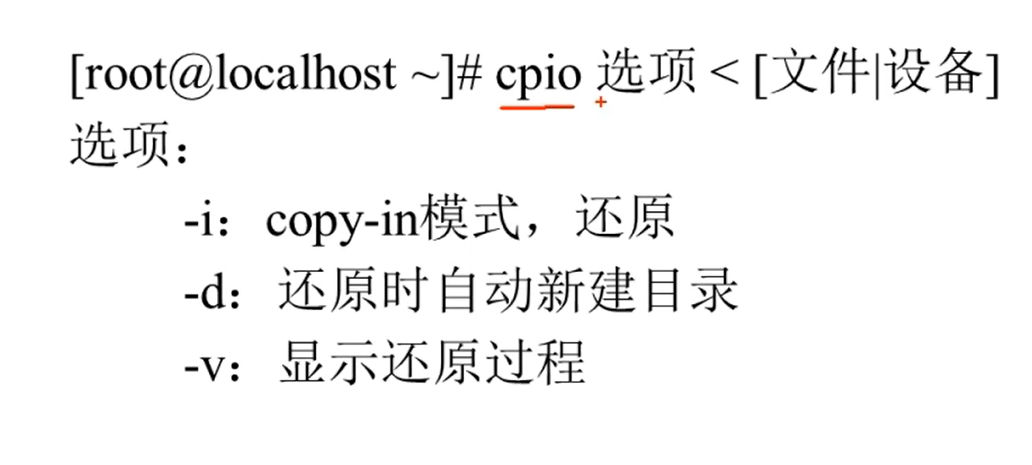 [root@localhost ~]# cpio 选项 < [文件|设备]
选项：
-i：copy-in模式，还原
-d：还原时自动新建目录
-v：显示还原过程